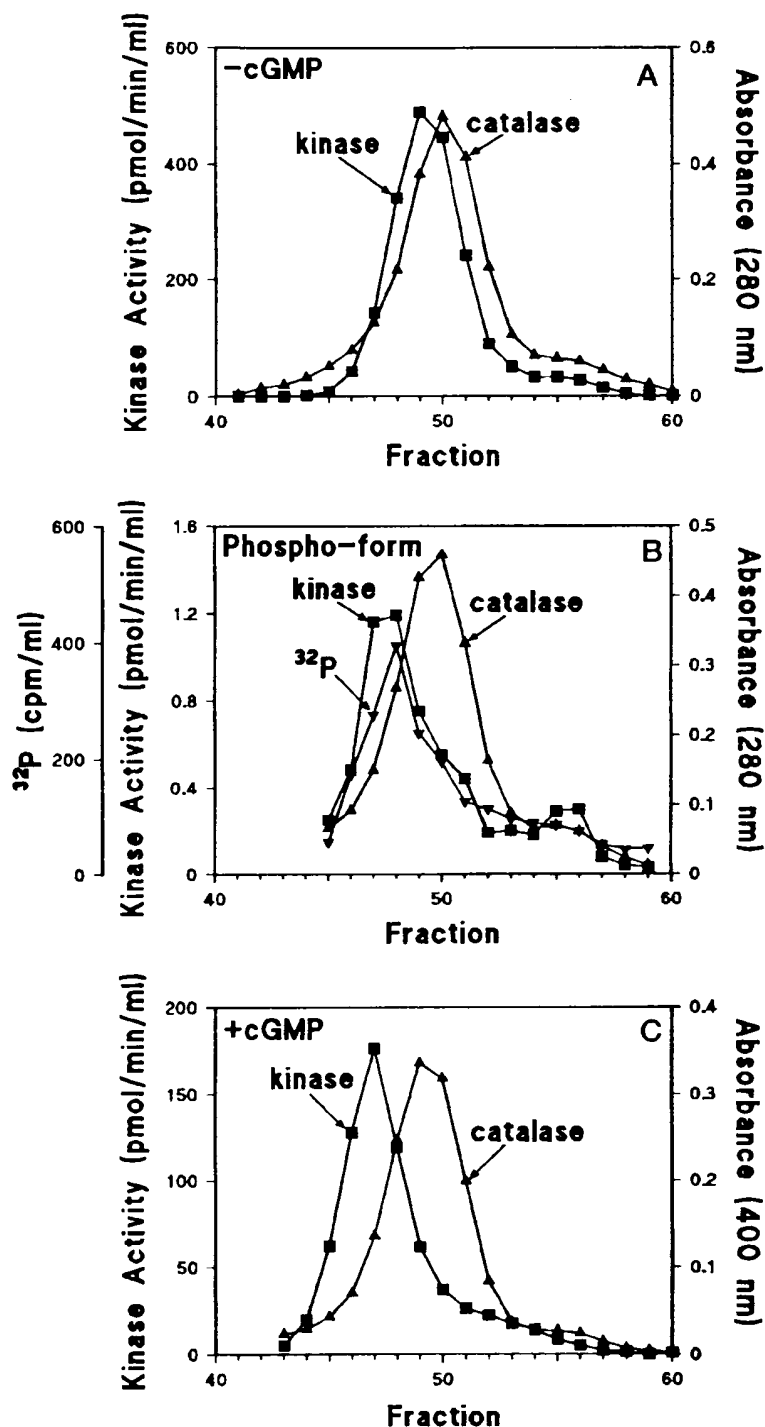 −cGMP
A
kinase
catalase
Kinase Activity (pmol/min/ml)
600
400
200
0
Absorbance (280 nm)
0.6
0.4
0.2
0
40
50
60
Fraction
Phospho-form
B
kinase
catalase
32P
32P (cpm/ml)
600
400
200
0
Kinase Activity (pmol/min/ml)
1.6
1.2
0.8
0.4
0
Absorbance (280 nm)
0.5
0.4
0.3
0.2
0.1
0
40
50
60
Fraction
+cGMP
C
kinase
catalase
Kinase Activity (pmol/min/ml)
200
150
100
50
0
Absorbance (400 nm)
0.4
0.3
0.2
0.1
0
40
50
60
Fraction